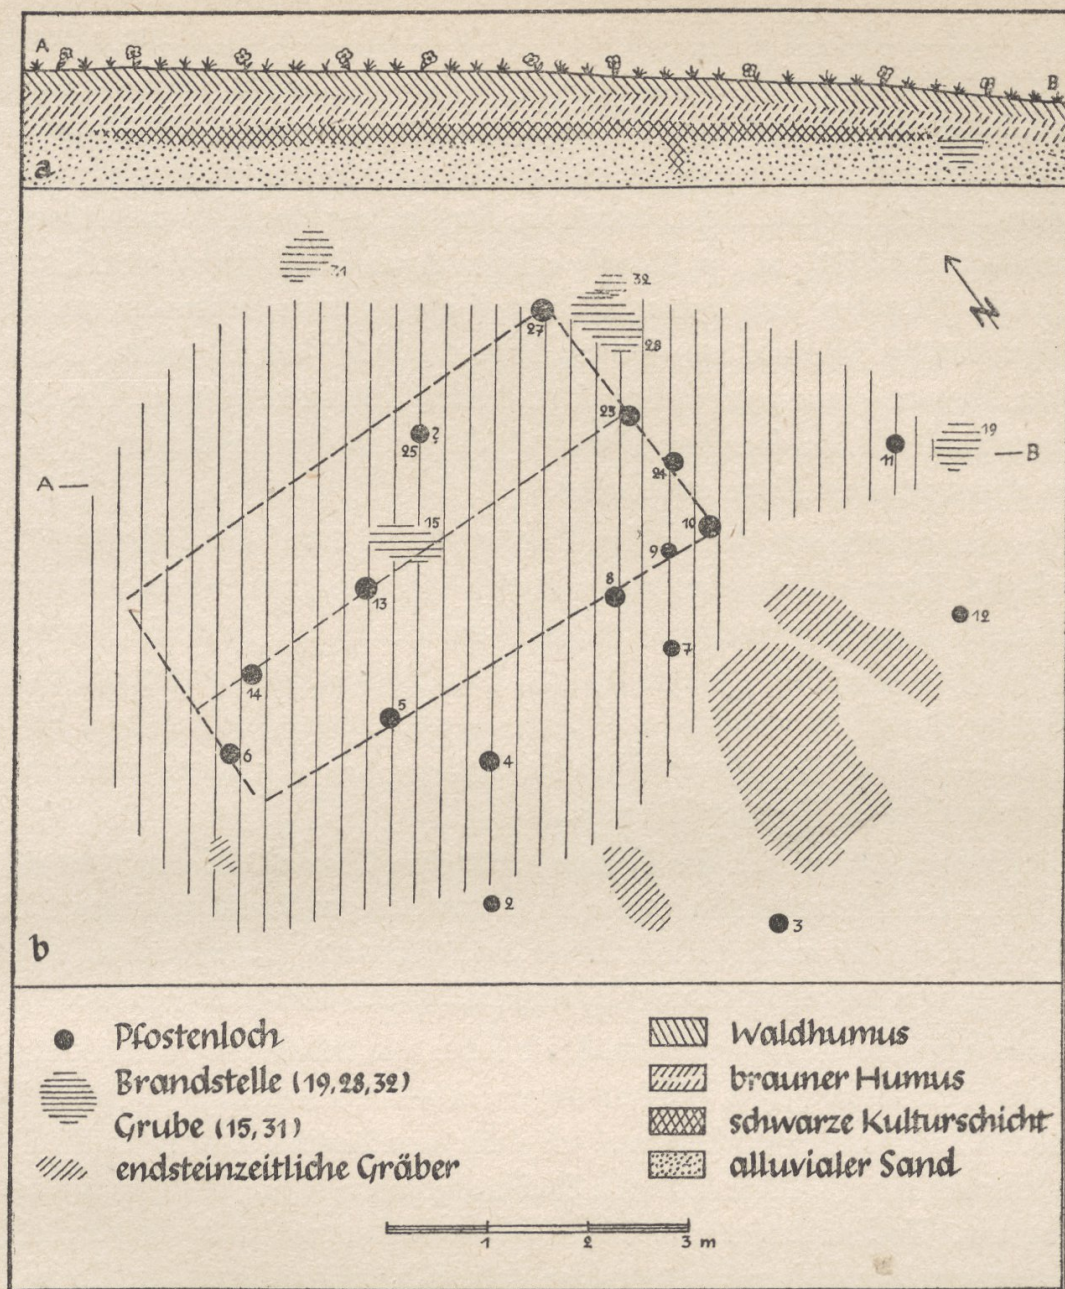 A
B
a
31
32
27
28
23
25
?
24
11
19
A
B
15
10
9
8
13
12
7
14
5
6
4
2
3
b
N
Pfostenloch
Brandstelle (19, 28, 32)
Grube (15, 31)
endsteinzeitliche Gräber
Waldhumus
brauner Humus
schwarze Kulturschicht
alluvialer Sand
1 2 3 m